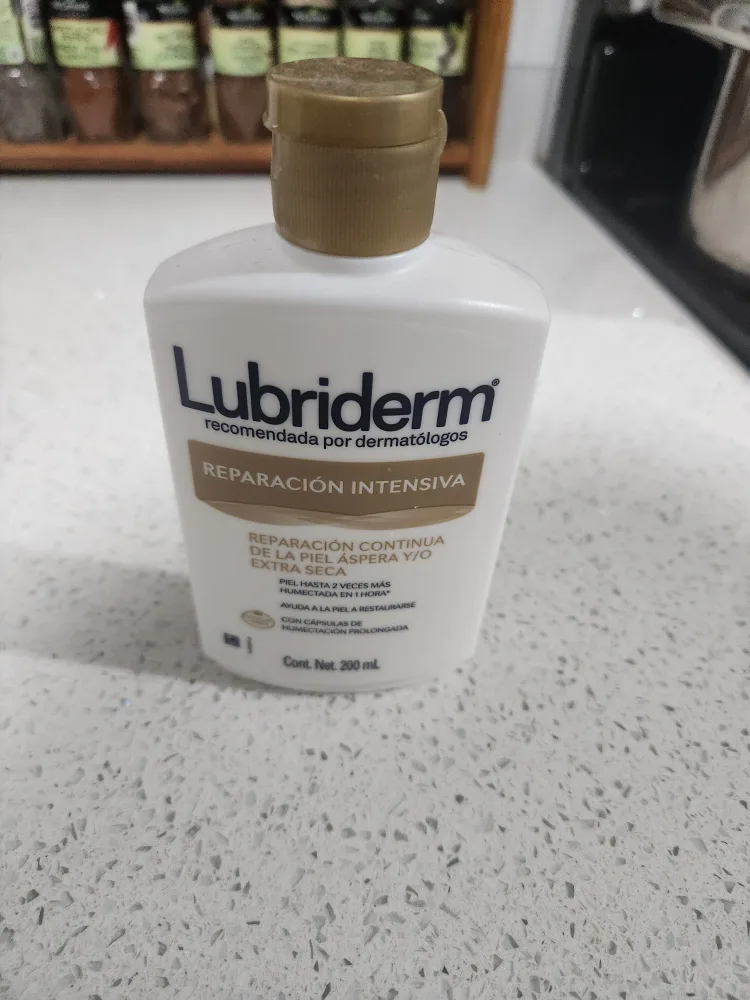 Lubriderm®
recomendada por dermatólogos
REPARACIÓN INTENSIVA
REPARACIÓN CONTINUA
DE LA PIEL ÁSPERA Y/O
EXTRA SECA
PIEL HASTA 2 VECES MÁS
HUMECTADA EN 1 HORA*
AYUDA A LA PIEL A RESTAURARSE
CON CÁPSULAS DE
HUMECTACIÓN PROLONGADA
Cont. Net. 200 mL